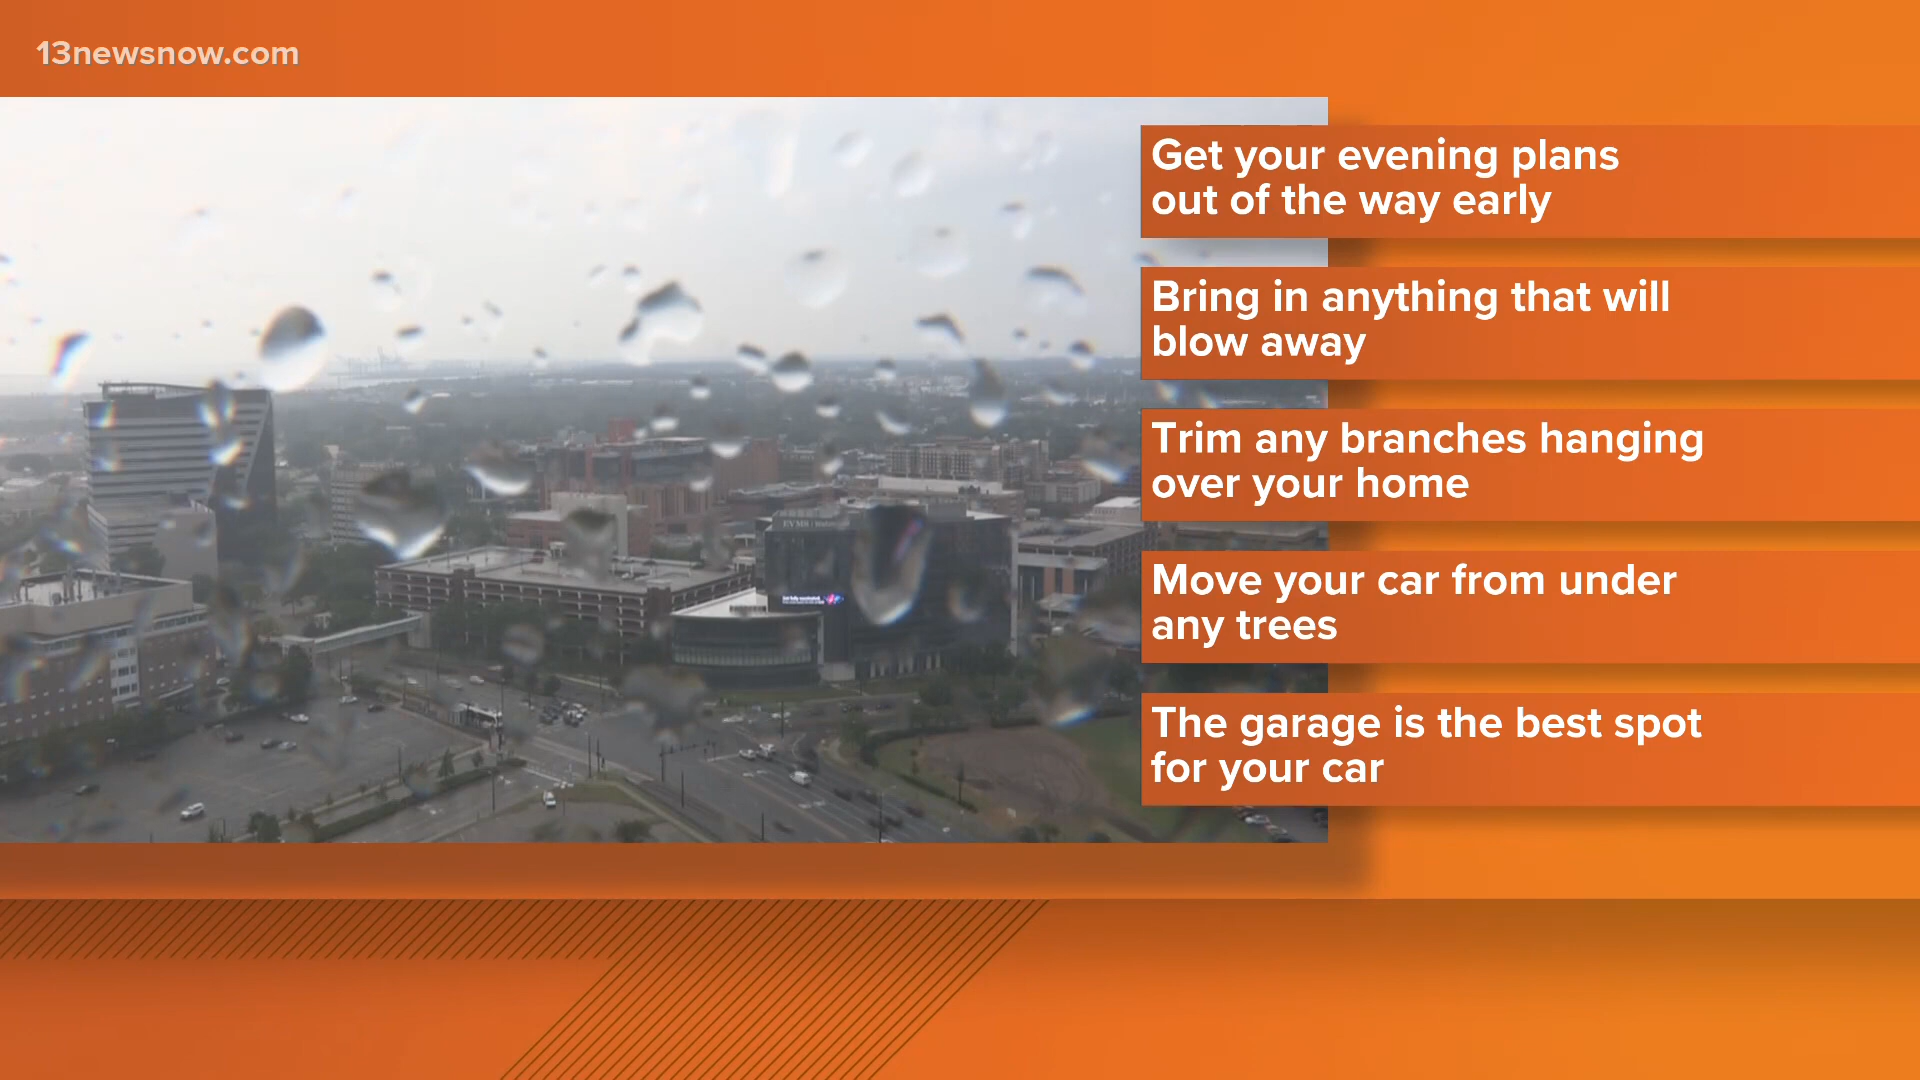 13newsnow.com
Get your evening plans
out of the way early
Bring in anything that will
blow away
Trim any branches hanging
over your home
Move your car from under
any trees
The garage is the best spot
for your car
EVMS